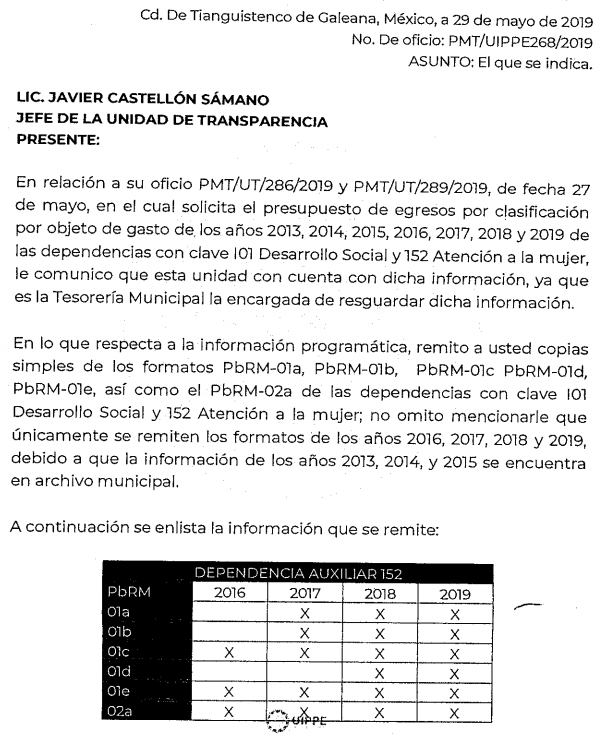 Cd. De Tianguistenco de Galeana, México, a 29 de mayo de 2019
No. De oficio: PMT/UIPPE268/2019
ASUNTO: El que se indica.
LIC. JAVIER CASTELLÓN SÁMANO
JEFE DE LA UNIDAD DE TRANSPARENCIA
PRESENTE:
En relación a su oficio PMT/UT/286/2019 y PMT/UT/289/2019, de fecha 27
de mayo, en el cual solicita el presupuesto de egresos por clasificación
por objeto de gasto de los años 2013, 2014, 2015, 2016, 2017, 2018 y 2019 de
las dependencias con clave I01 Desarrollo Social y 152 Atención a la mujer,
le comunico que esta unidad con cuenta con dicha información, ya que
es la Tesorería Municipal la encargada de resguardar dicha información.
En lo que respecta a la información programática, remito a usted copias
simples de los formatos PbRM-01a, PbRM-01b, PbRM-01c PbRM-01d,
PbRM-01e, así como el PbRM-02a de las dependencias con clave I01
Desarrollo Social y 152 Atención a la mujer; no omito mencionarle que
únicamente se remiten los formatos de los años 2016, 2017, 2018 y 2019,
debido a que la información de los años 2013, 2014, y 2015 se encuentra
en archivo municipal.
A continuación se enlista la información que se remite:
DEPENDENCIA AUXILIAR 152
PbRM 2016 2017 2018 2019
01a X X X
01b X X X
01c X X X X
01d X X
01e X X X X
02a X X X X
UIPPE